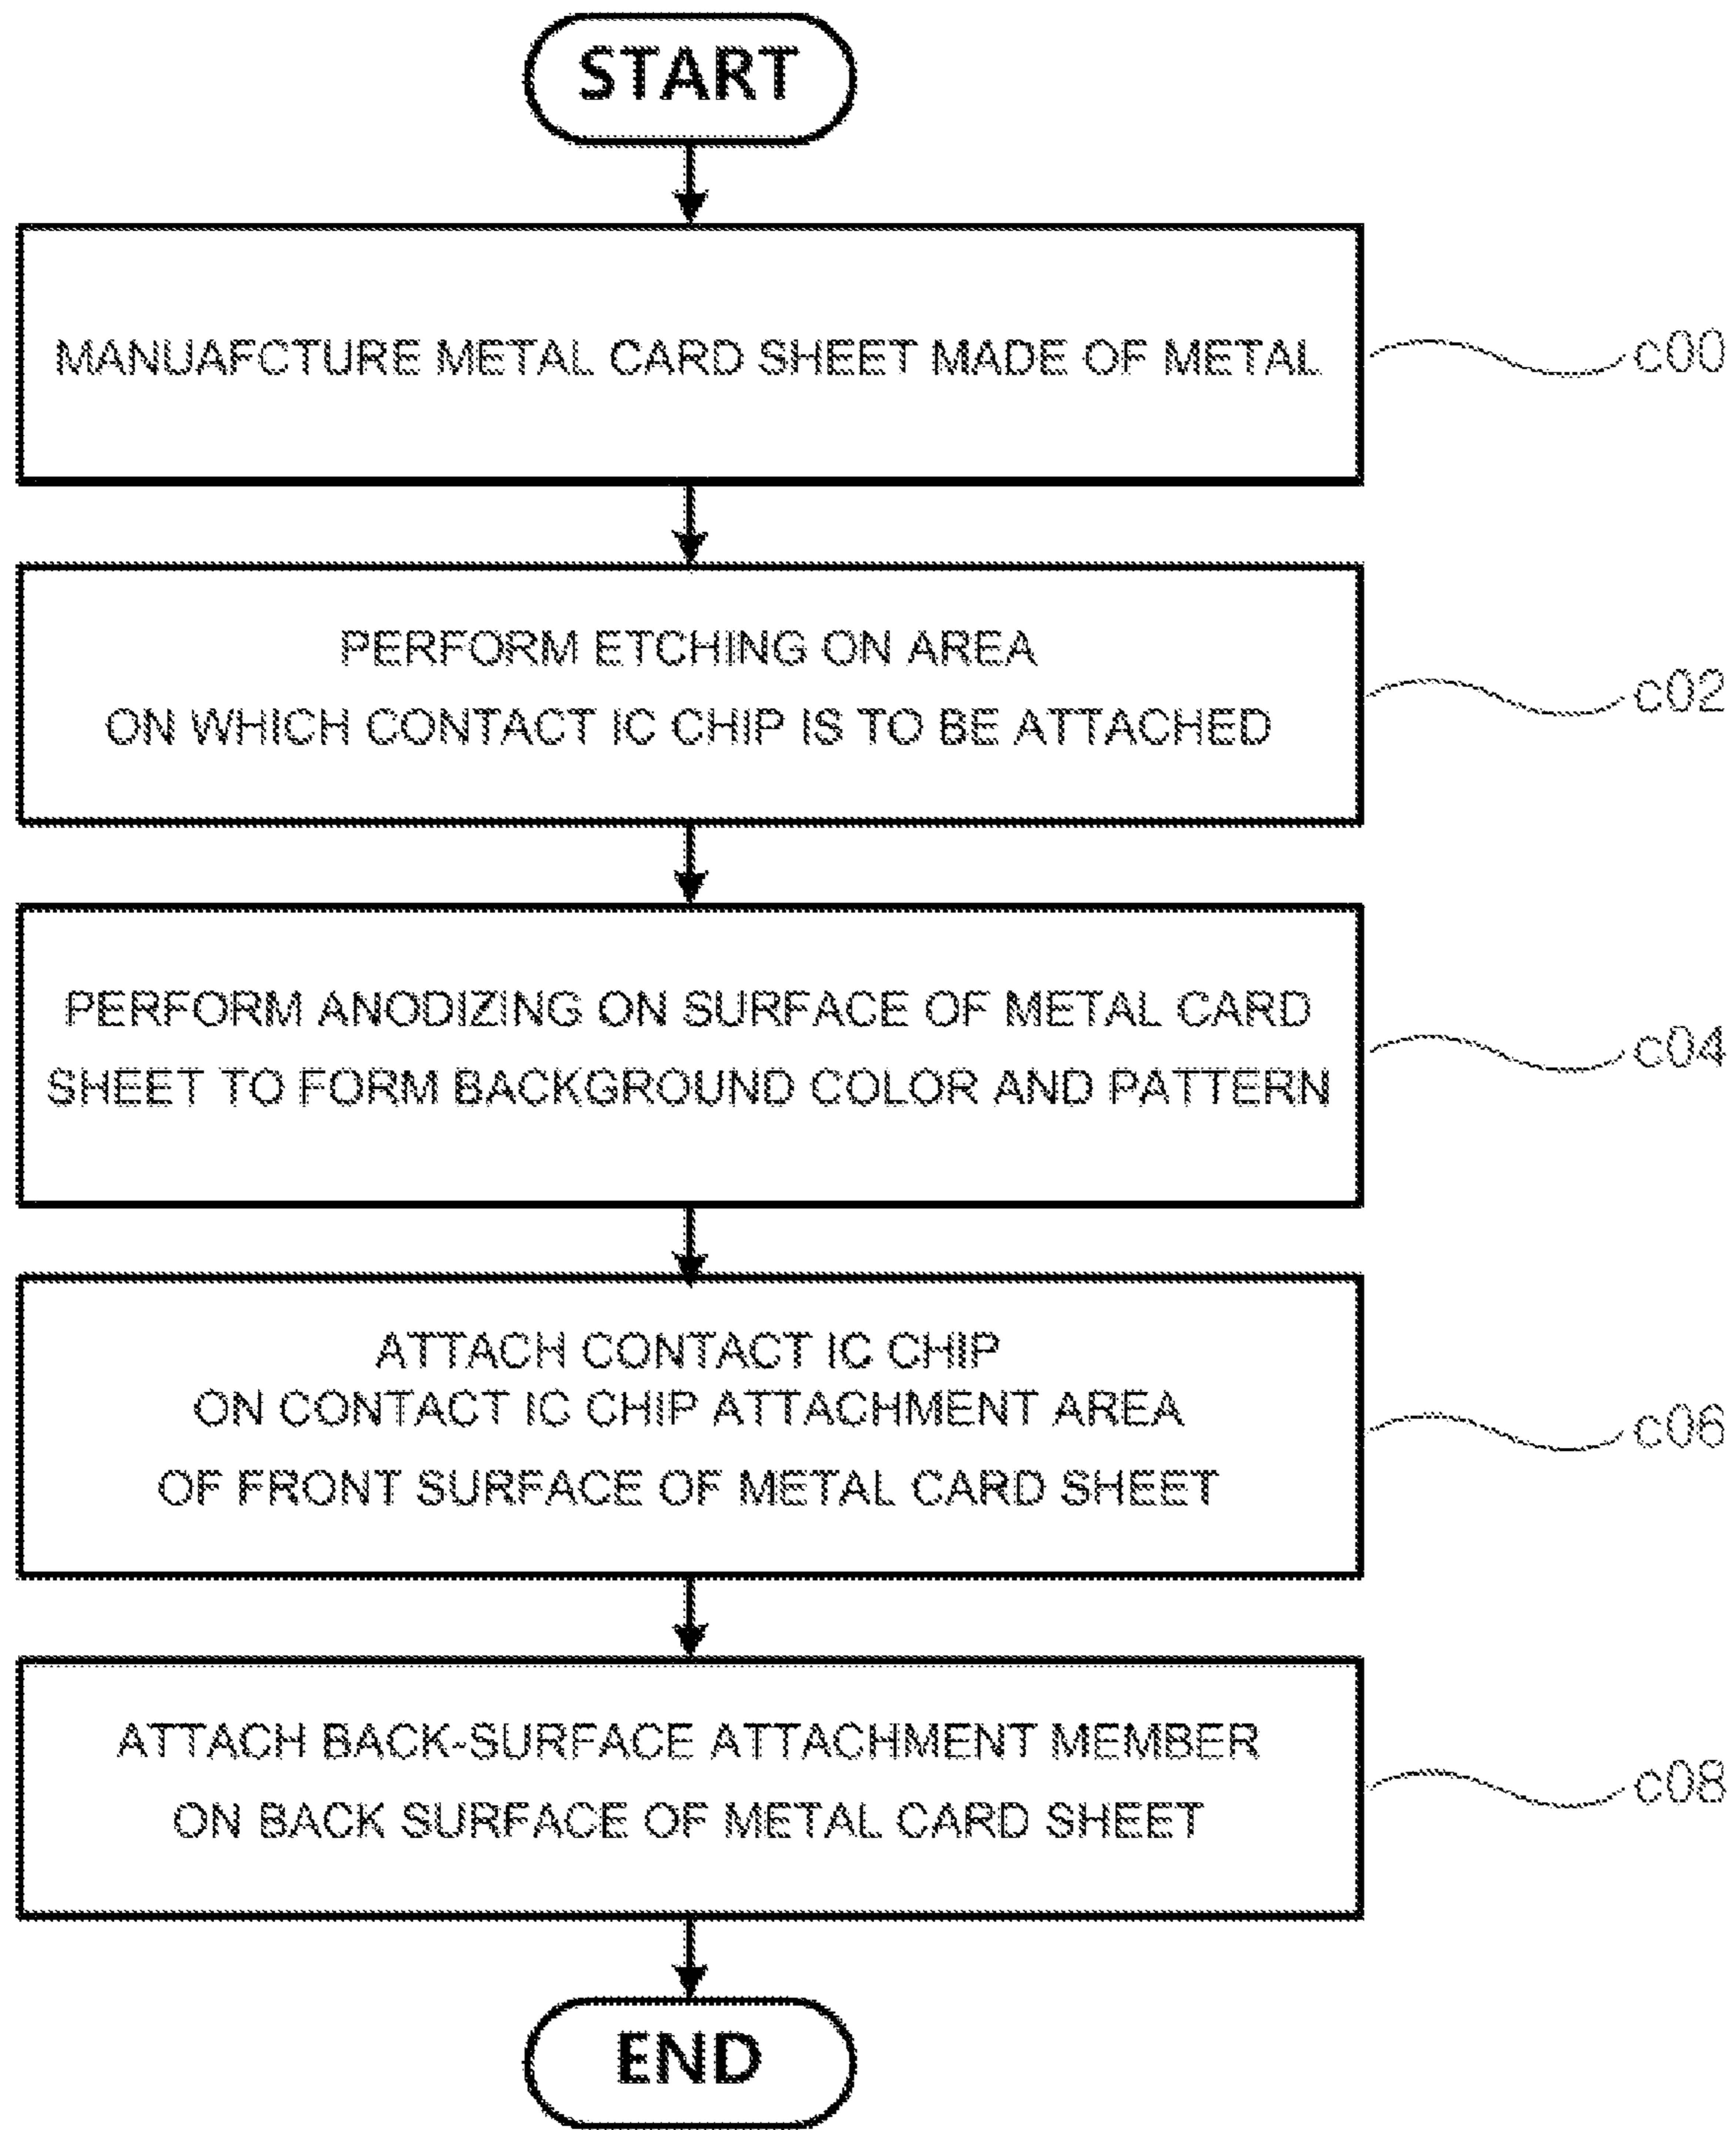 START
MANUAFCTURE METAL CARD SHEET MADE OF METAL
c00
PERFORM ETCHING ON AREA
ON WHICH CONTACT IC CHIP IS TO BE ATTACHED
c02
PERFORM ANODIZING ON SURFACE OF METAL CARD
SHEET TO FORM BACKGROUND COLOR AND PATTERN
c04
ATTACH CONTACT IC CHIP
ON CONTACT IC CHIP ATTACHMENT AREA
OF FRONT SURFACE OF METAL CARD SHEET
c06
ATTACH BACK-SURFACE ATTACHMENT MEMBER
ON BACK SURFACE OF METAL CARD SHEET
c08
END